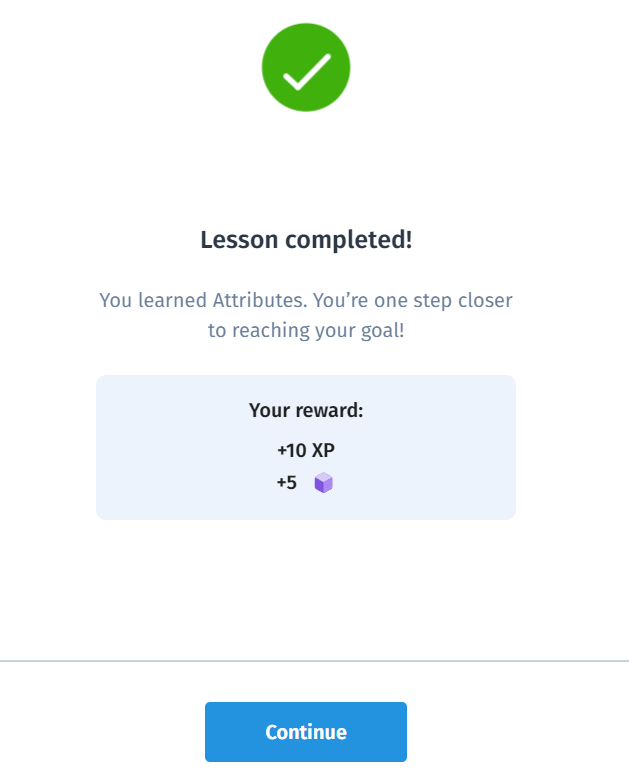 Lesson completed!
You learned Attributes. You’re one step closer
to reaching your goal!
Your reward:
+10 XP
+5
Continue